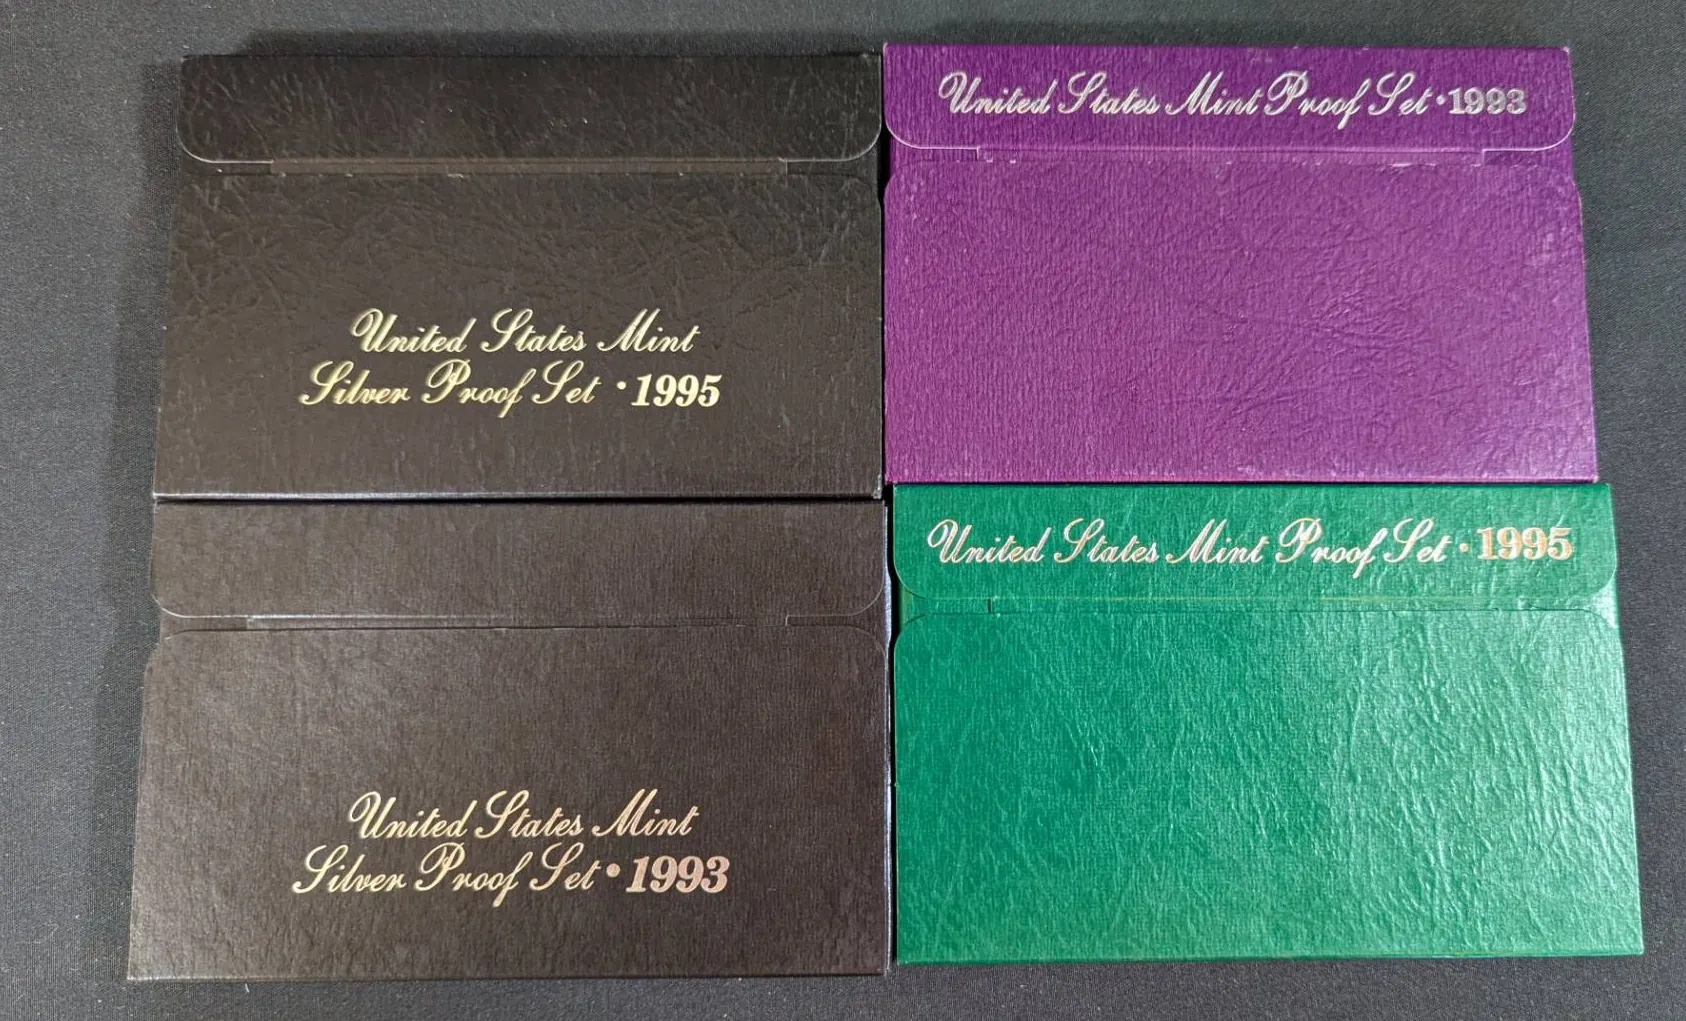 United States Mint
Silver Proof Set · 1995
United States Mint Proof Set · 1993
United States Mint
Silver Proof Set · 1993
United States Mint Proof Set · 1995